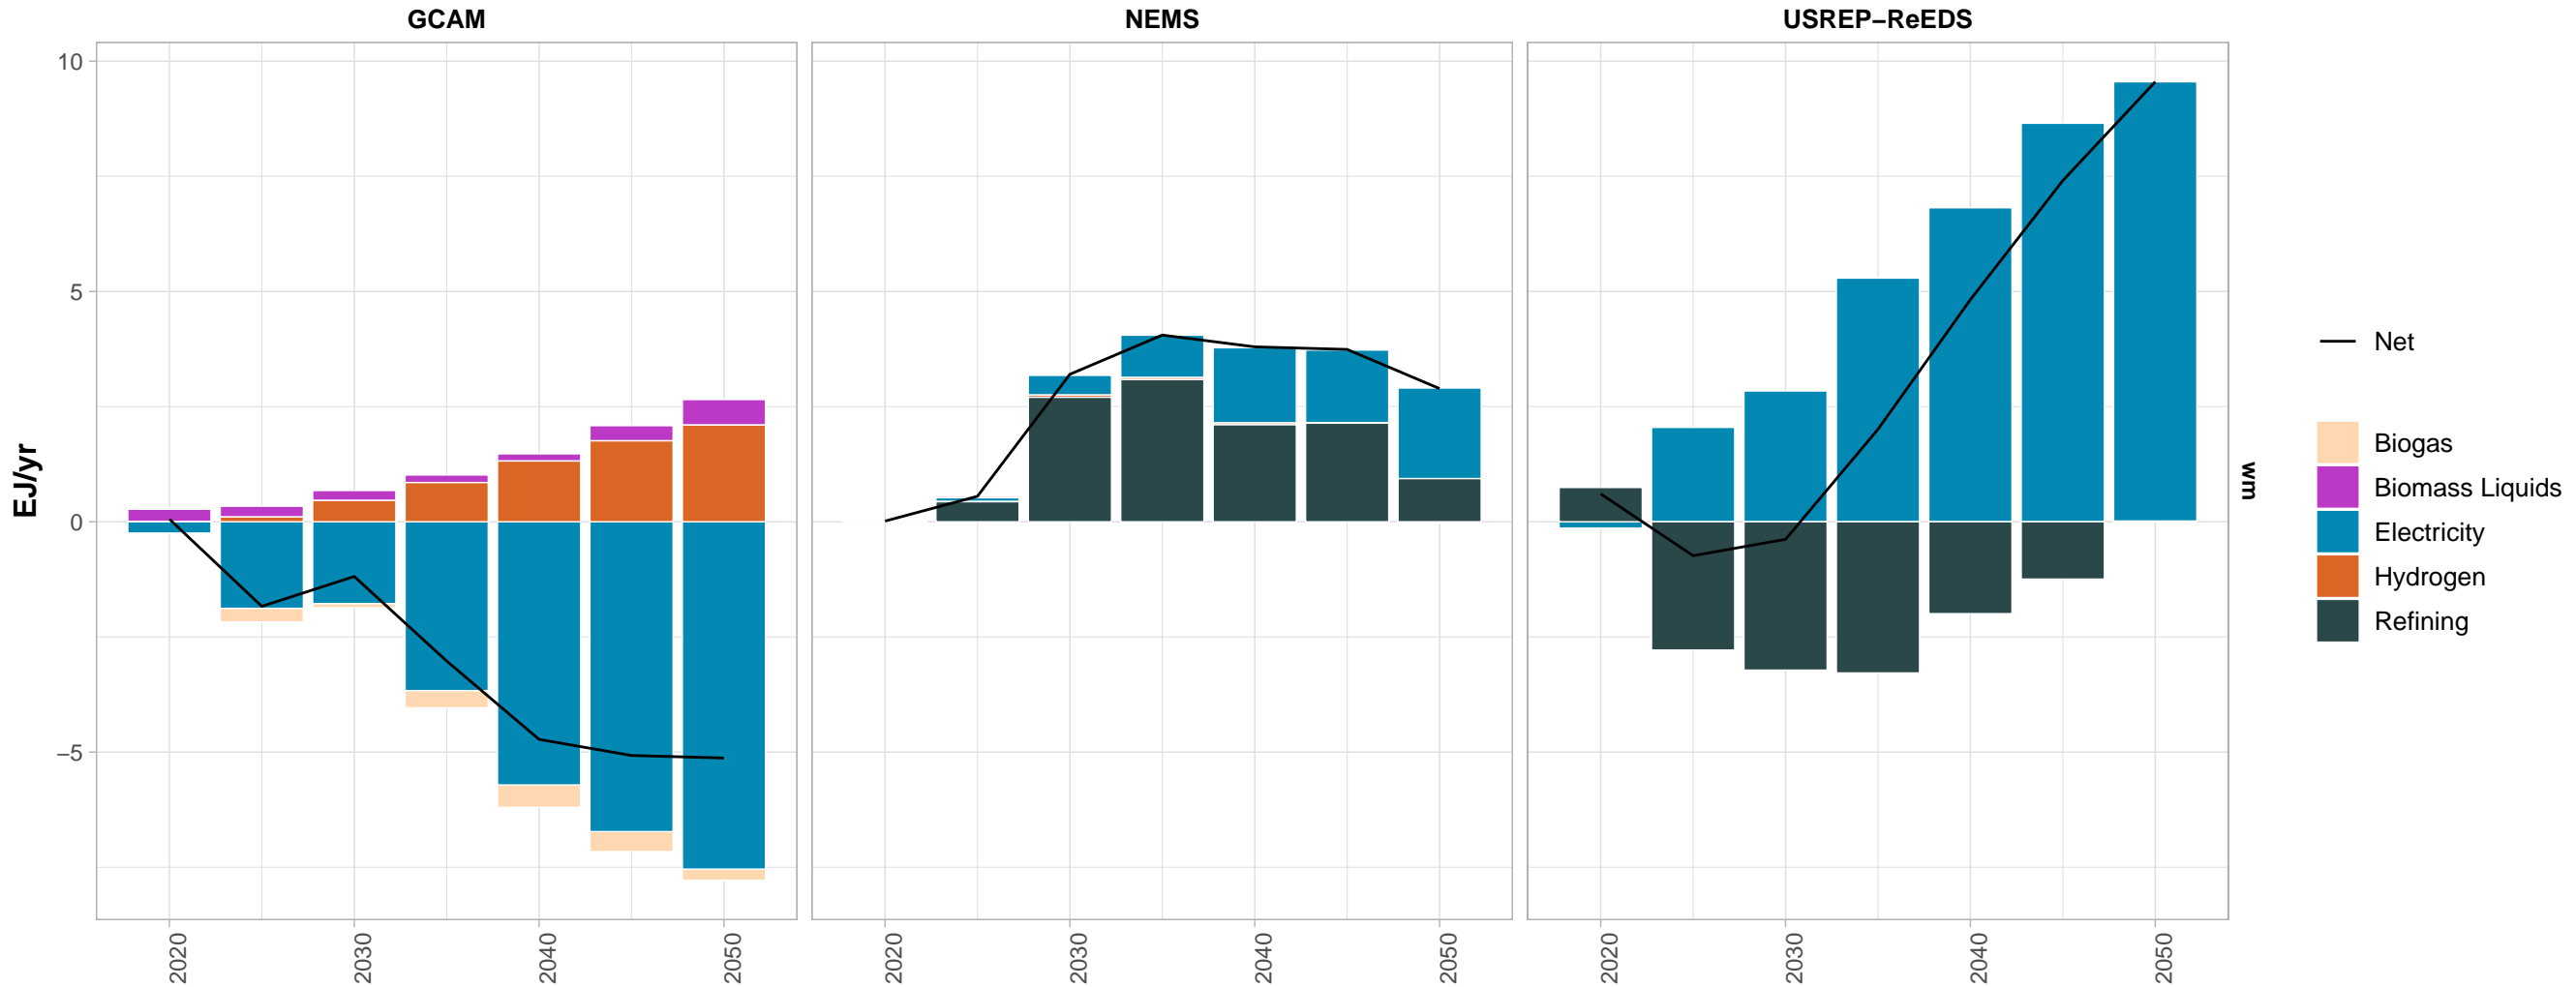 GCAM
NEMS
USREP−ReEDS
EJ/yr
10
5
0
−5
2020
2030
2040
2050
2020
2030
2040
2050
2020
2030
2040
2050
wm
Net
Biogas
Biomass Liquids
Electricity
Hydrogen
Refining